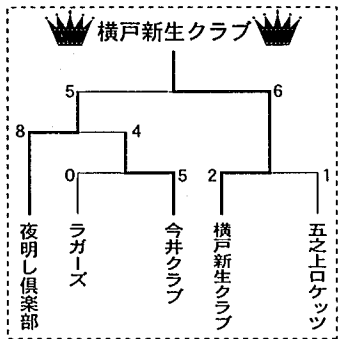 横戸新生クラブ
5 6
8 4
0 5 2 1
夜明し倶楽部
ラガーズ
今井クラブ
横戸新生クラブ
五之上ロケッツ